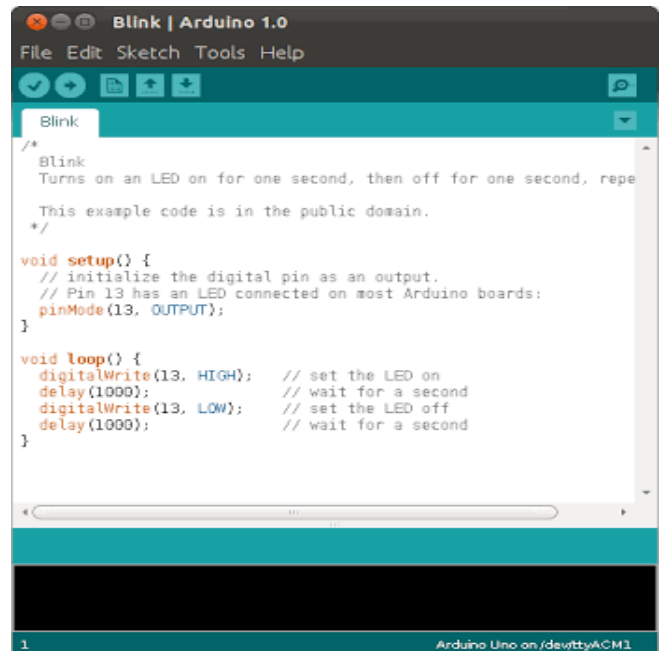 Blink | Arduino 1.0
File Edit Sketch Tools Help
Blink
/*
  Blink
  Turns on an LED on for one second, then off for one second, repe

  This example code is in the public domain.
 */

void setup() {
  // initialize the digital pin as an output.
  // Pin 13 has an LED connected on most Arduino boards:
  pinMode(13, OUTPUT);
}

void loop() {
  digitalWrite(13, HIGH);   // set the LED on
  delay(1000);              // wait for a second
  digitalWrite(13, LOW);    // set the LED off
  delay(1000);              // wait for a second
}
1 Arduino Uno on /dev/ttyACM1